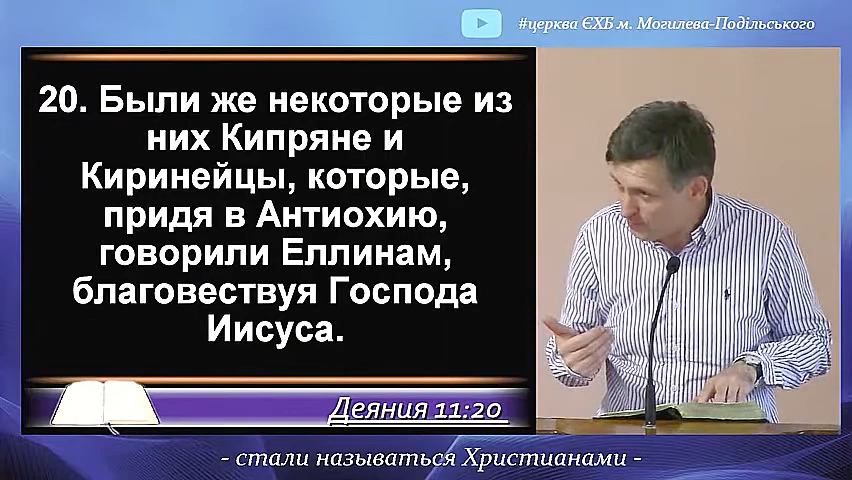 #церква ЄХБ м. Могилева-Подільського
20. Были же некоторые из
них Кипряне и
Киринейцы, которые,
придя в Антиохию,
говорили Еллинам,
благовествуя Господа
Иисуса.
Деяния 11:20
- стали называться Христианами -